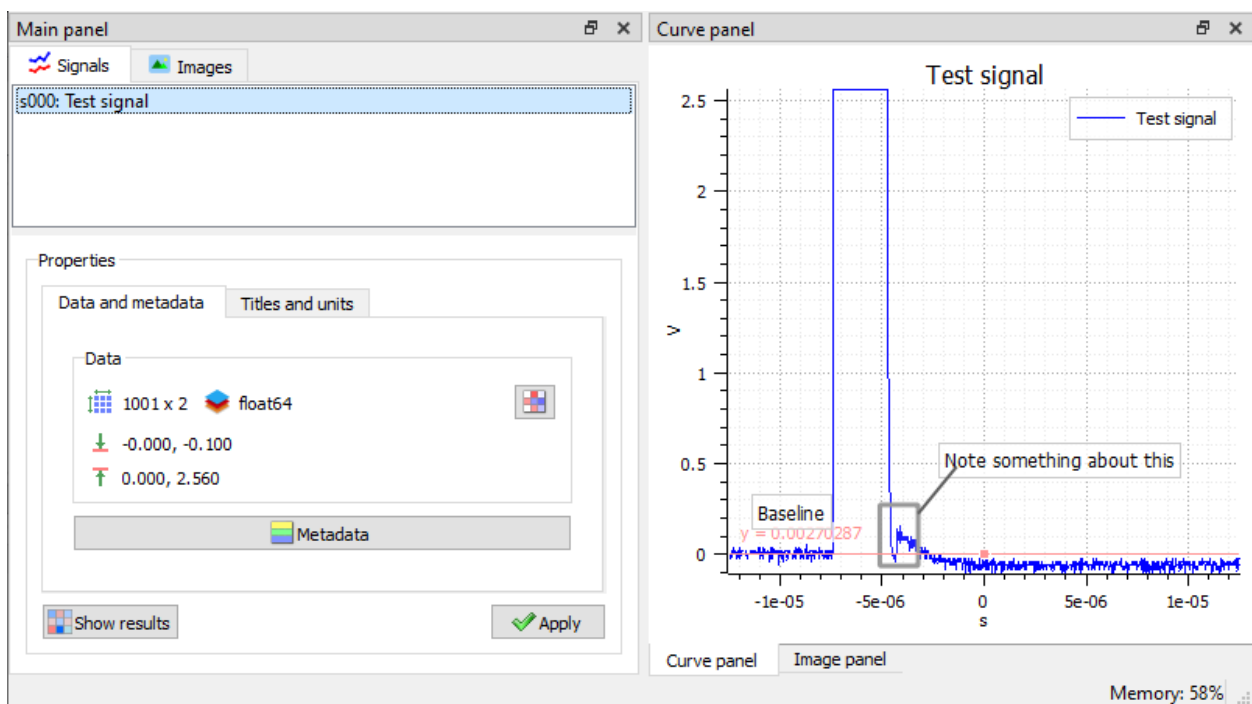 Main panel
Signals
Images
s000: Test signal
Properties
Data and metadata
Titles and units
Data
1001 x 2
float64
-0.000, -0.100
0.000, 2.560
Metadata
Show results
Apply
Curve panel
Test signal
Test signal
2.5
2
1.5
1
0.5
0
V
Note something about this
Baseline
y = 0.00270287
-1e-05
-5e-06
0
5e-06
1e-05
s
Curve panel
Image panel
Memory: 58%